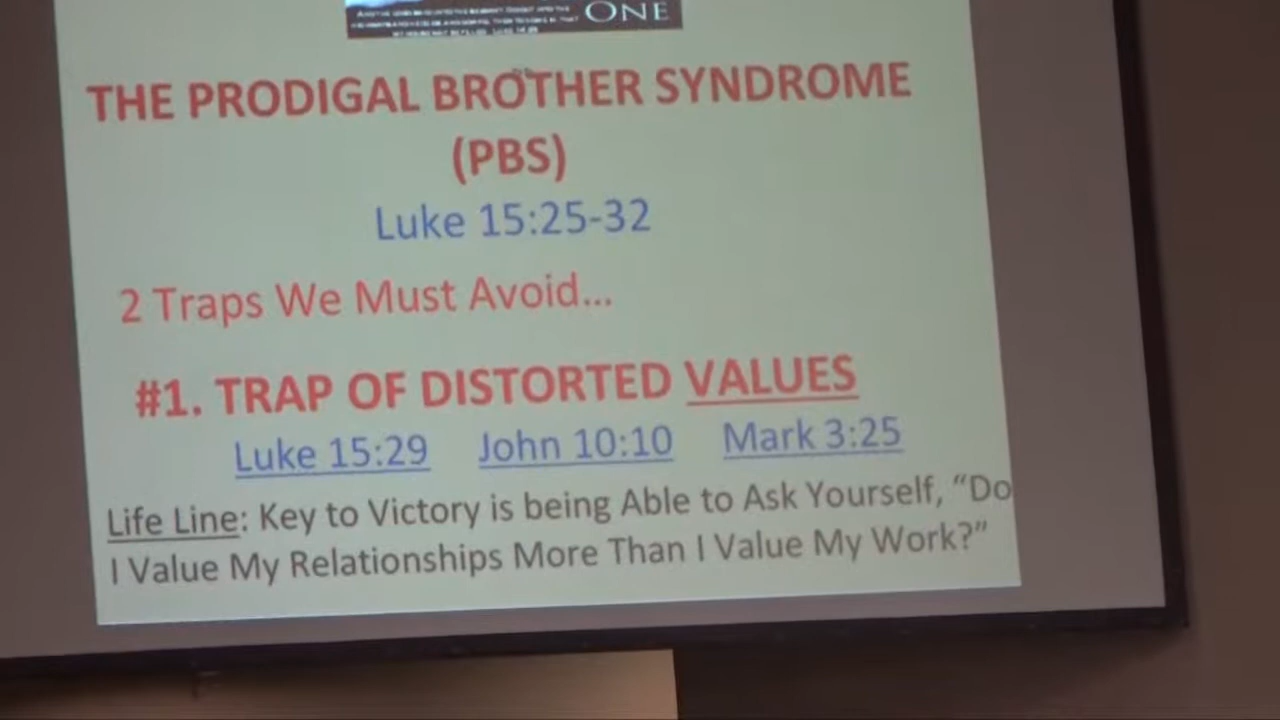 ONE
THE PRODIGAL BROTHER SYNDROME
(PBS)
Luke 15:25-32
2 Traps We Must Avoid...
#1. TRAP OF DISTORTED VALUES
Luke 15:29 John 10:10 Mark 3:25
Life Line: Key to Victory is being Able to Ask Yourself, “Do
I Value My Relationships More Than I Value My Work?”